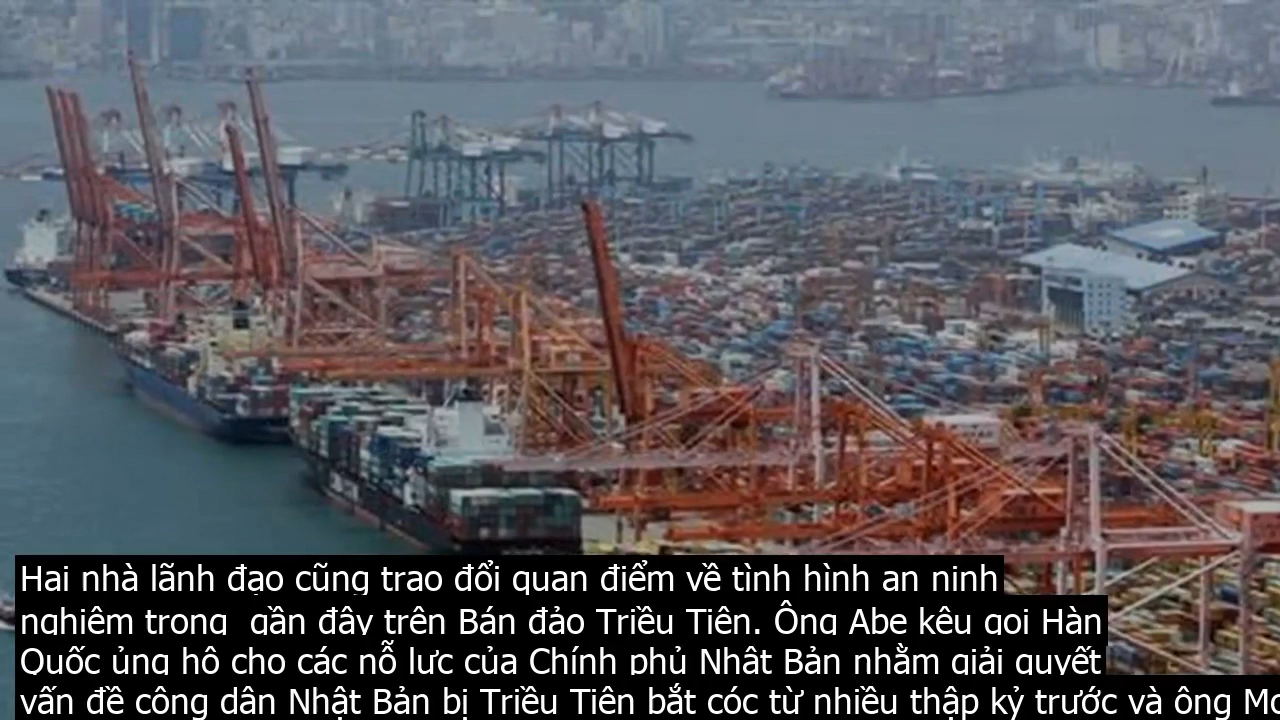 Hai nhà lãnh đạo cũng trao đổi quan điểm về tình hình an ninh
nghiêm trọng gần đây trên Bán đảo Triều Tiên. Ông Abe kêu gọi Hàn
Quốc ủng hộ cho các nỗ lực của Chính phủ Nhật Bản nhằm giải quyết
vấn đề công dân Nhật Bản bị Triều Tiên bắt cóc từ nhiều thập kỷ trước và ông